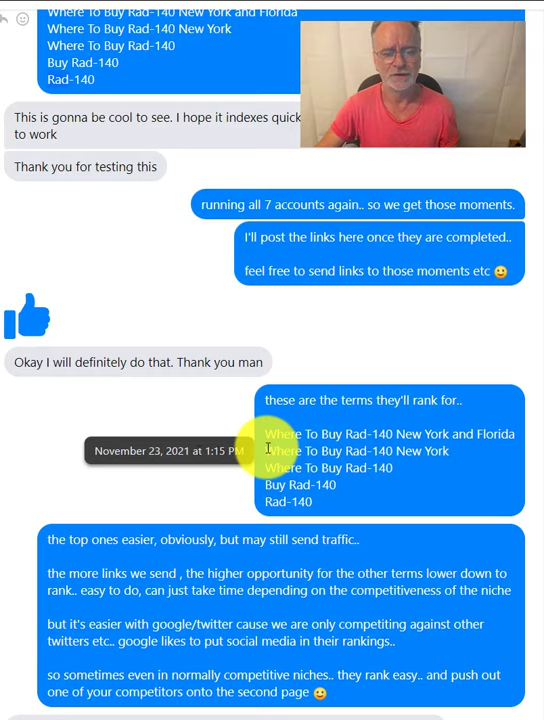 Where To Buy Rad-140 New York and Florida
Where To Buy Rad-140 New York
Where To Buy Rad-140
Buy Rad-140
Rad-140
This is gonna be cool to see. I hope it indexes quick
to work
Thank you for testing this
running all 7 accounts again.. so we get those moments.
I'll post the links here once they are completed..
feel free to send links to those moments etc 😀
Okay I will definitely do that. Thank you man
these are the terms they'll rank for..
Where To Buy Rad-140 New York and Florida
November 23, 2021 at 1:15 PM
Where To Buy Rad-140 New York
Where To Buy Rad-140
Buy Rad-140
Rad-140
the top ones easier, obviously, but may still send traffic..
the more links we send , the higher opportunity for the other terms lower down to
rank.. easy to do, can just take time depending on the competitiveness of the niche
but it's easier with google/twitter cause we are only competing against other
twitters etc.. google likes to put social media in their rankings..
so sometimes even in normally competitive niches.. they rank easy.. and push out
one of your competitors onto the second page 😀